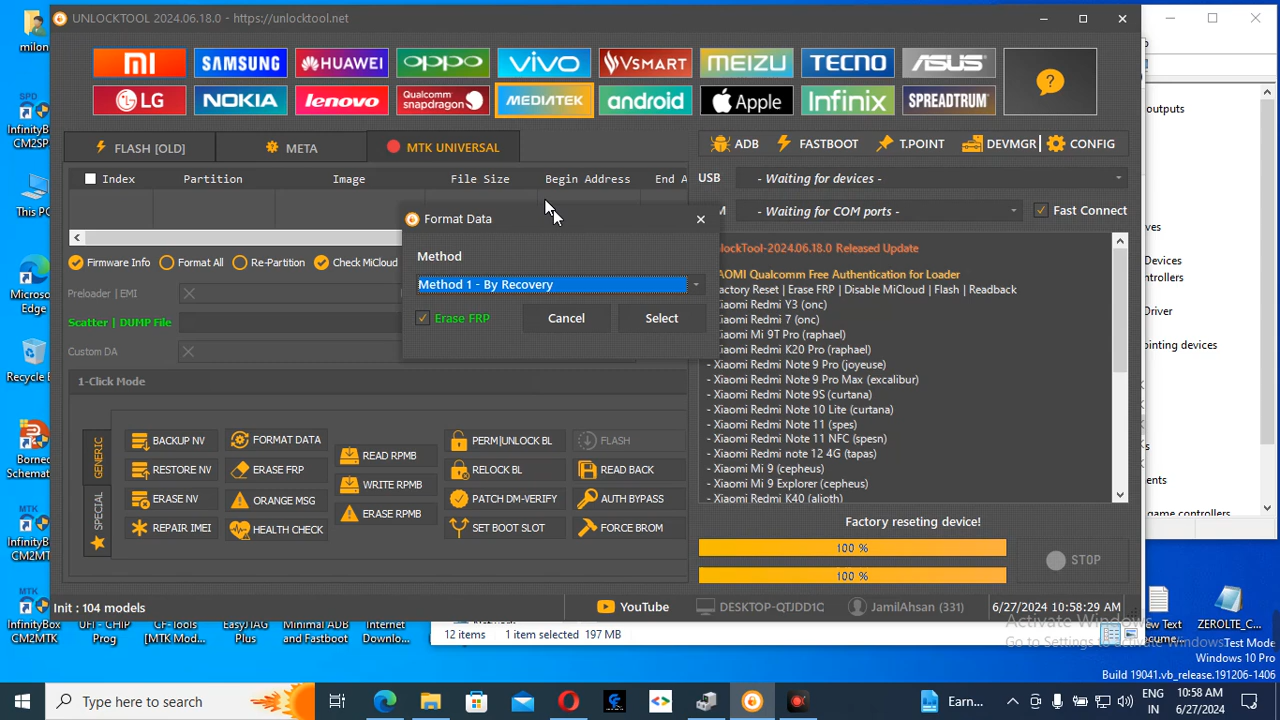 UNLOCKTOOL 2024.06.18.0 - https://unlocktool.net
SAMSUNG HUAWEI oppo vivo VSMART MEIZU TECNO ASUS
LG NOKIA lenovo Qualcomm snapdragon MEDIATEK android Apple Infinix SPREADTRUM
FLASH [OLD] META MTK UNIVERSAL
ADB FASTBOOT T.POINT DEVMGR CONFIG
Index Partition Image File Size Begin Address End A
USB - Waiting for devices -
M - Waiting for COM ports - Fast Connect
Format Data
Method
Method 1 - By Recovery
Erase FRP Cancel Select
Firmware Info Format All Re-Partition Check MiCloud
Preloader | EMI
Scatter | DUMP File
Custom DA
1-Click Mode
GENERIC
SPECIAL
BACKUP NV FORMAT DATA READ RPMB PERM|UNLOCK BL FLASH
RESTORE NV ERASE FRP WRITE RPMB RELOCK BL READ BACK
ERASE NV ORANGE MSG ERASE RPMB PATCH DM-VERIFY AUTH BYPASS
REPAIR IMEI HEALTH CHECK SET BOOT SLOT FORCE BROM
lockTool-2024.06.18.0 Released Update
AOMI Qualcomm Free Authentication for Loader
actory Reset | Erase FRP | Disable MiCloud | Flash | Readback
Xiaomi Redmi Y3 (onc)
Xiaomi Redmi 7 (onc)
Xiaomi Mi 9T Pro (raphael)
Xiaomi Redmi K20 Pro (raphael)
- Xiaomi Redmi Note 9 Pro (joyeuse)
- Xiaomi Redmi Note 9 Pro Max (excalibur)
- Xiaomi Redmi Note 9S (curtana)
- Xiaomi Redmi Note 10 Lite (curtana)
- Xiaomi Redmi Note 11 (spes)
- Xiaomi Redmi Note 11 NFC (spesn)
- Xiaomi Redmi note 12 4G (tapas)
- Xiaomi Mi 9 (cepheus)
- Xiaomi Mi 9 Explorer (cepheus)
- Xiaomi Redmi K40 (alioth)
Factory reseting device!
100 %
100 %
STOP
Init : 104 models YouTube DESKTOP-QTJDD1C JamilAhsan (331) 6/27/2024 10:58:29 AM
12 items 1 item selected 197 MB
Activate Windows
Go to Settings to activate Windows.
Test Mode
Windows 10 Pro
Build 19041.vb_release.191206-1406
milon
SPD
InfinityBox
CM2SP
This PC
Microsoft
Edge
Recycle B
Borneo
Schemat
MTK
InfinityBox
CM2MT
MTK
InfinityBox
CM2MTK
UFI - CHIP
Prog
CF-Tools
[MTK Mod...
EasyJTAG
Plus
Minimal ADB
and Fastboot
Internet
Downlo...
ew Text
cume...
ZEROLTE_C...
outputs
ves
Devices
ntrollers
Driver
ointing devices
ents
game controllers
Type here to search
Earn...
ENG
IN
10:58 AM
6/27/2024